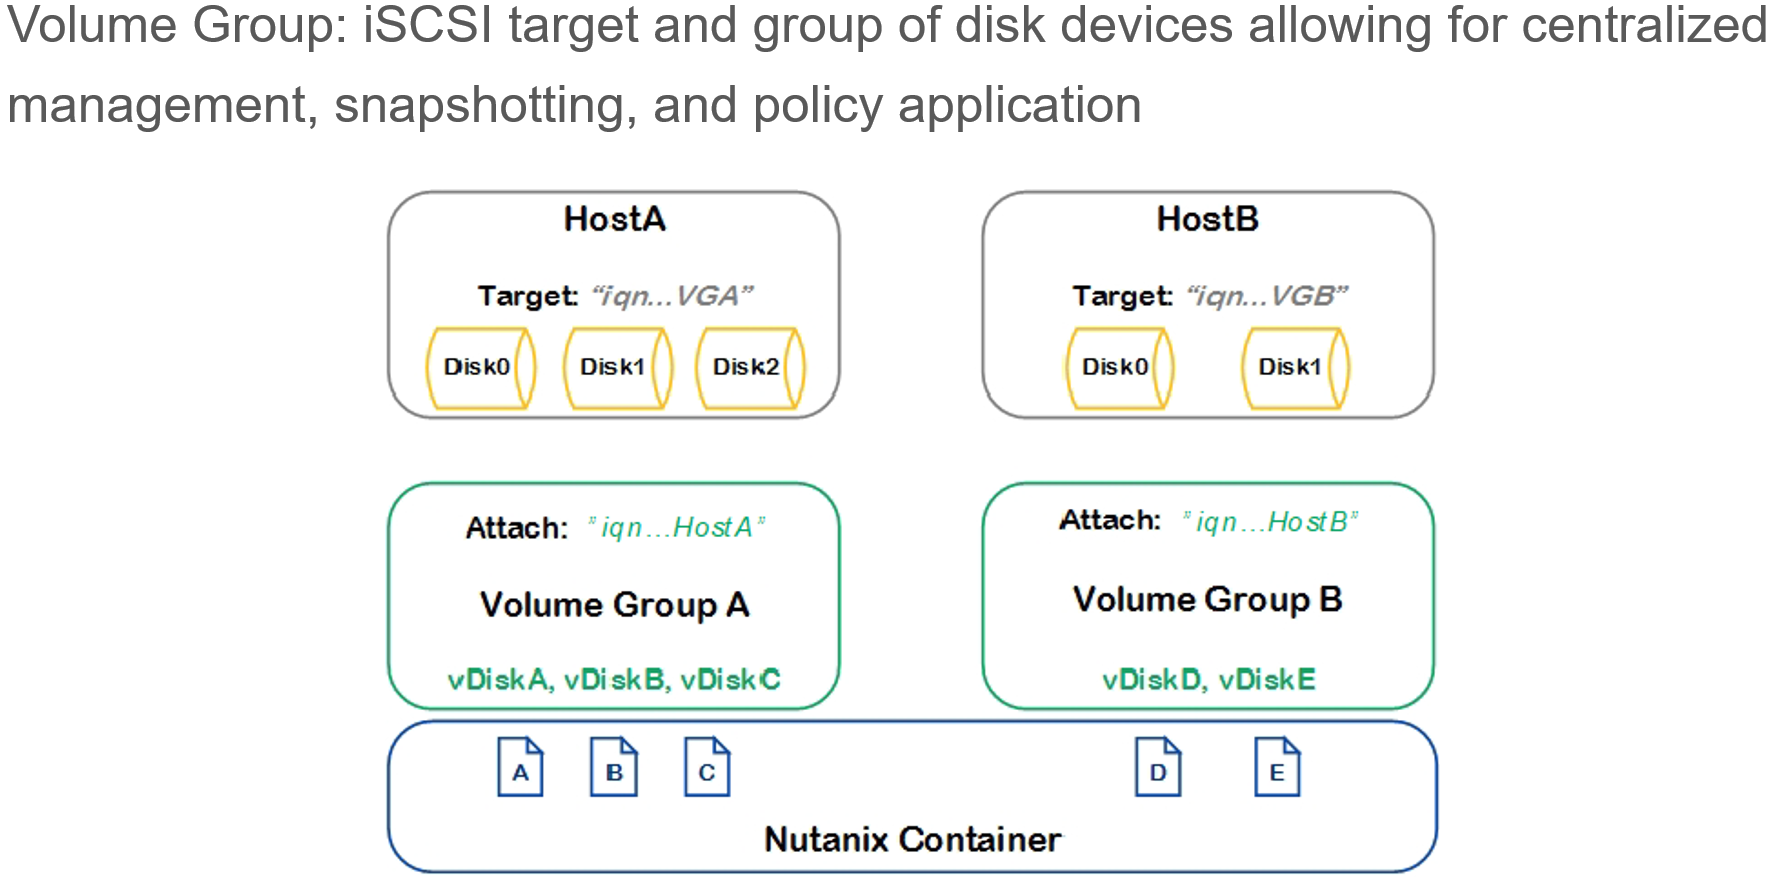 Volume Group: iSCSI target and group of disk devices allowing for centralized
management, snapshotting, and policy application
HostA
Target: “iqn...VGA”
Disk0 Disk1 Disk2
HostB
Target: “iqn...VGB”
Disk0 Disk1
Attach: ”iqn...HostA”
Volume Group A
vDiskA, vDiskB, vDiskC
Attach: ”iqn...HostB”
Volume Group B
vDiskD, vDiskE
A B C D E
Nutanix Container